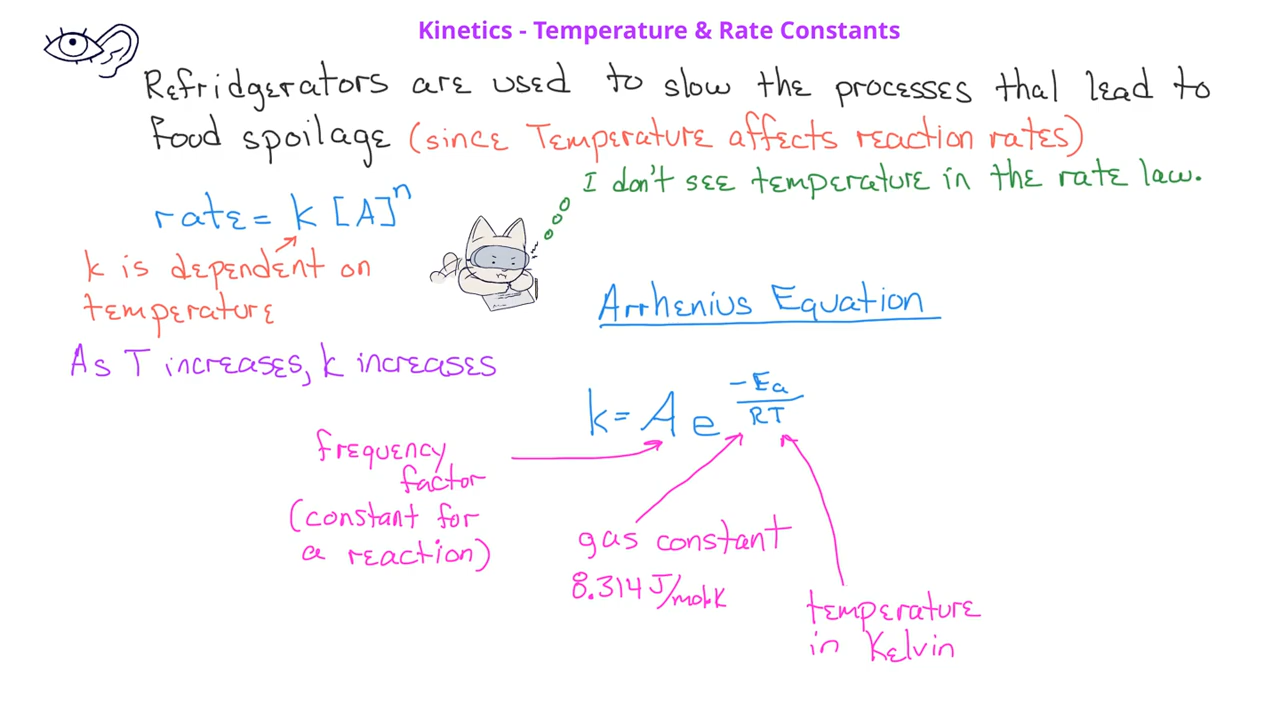 Kinetics - Temperature & Rate Constants
Refridgerators are used to slow the processes that lead to
food spoilage (since Temperature affects reaction rates)
I don't see temperature in the rate law.
rate = k [A]^n
k is dependent on
temperature
Arrhenius Equation
As T increases, k increases
k = A e^(-Ea/RT)
frequency
factor
(constant for
a reaction)
gas constant
8.314 J/mol·K
temperature
in Kelvin